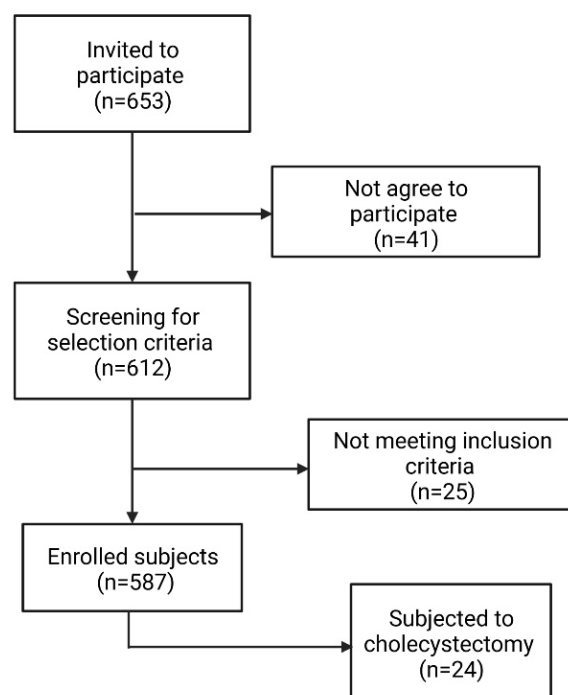 Invited to
participate
(n=653)
Not agree to
participate
(n=41)
Screening for
selection criteria
(n=612)
Not meeting inclusion
criteria
(n=25)
Enrolled subjects
(n=587)
Subjected to
cholecystectomy
(n=24)